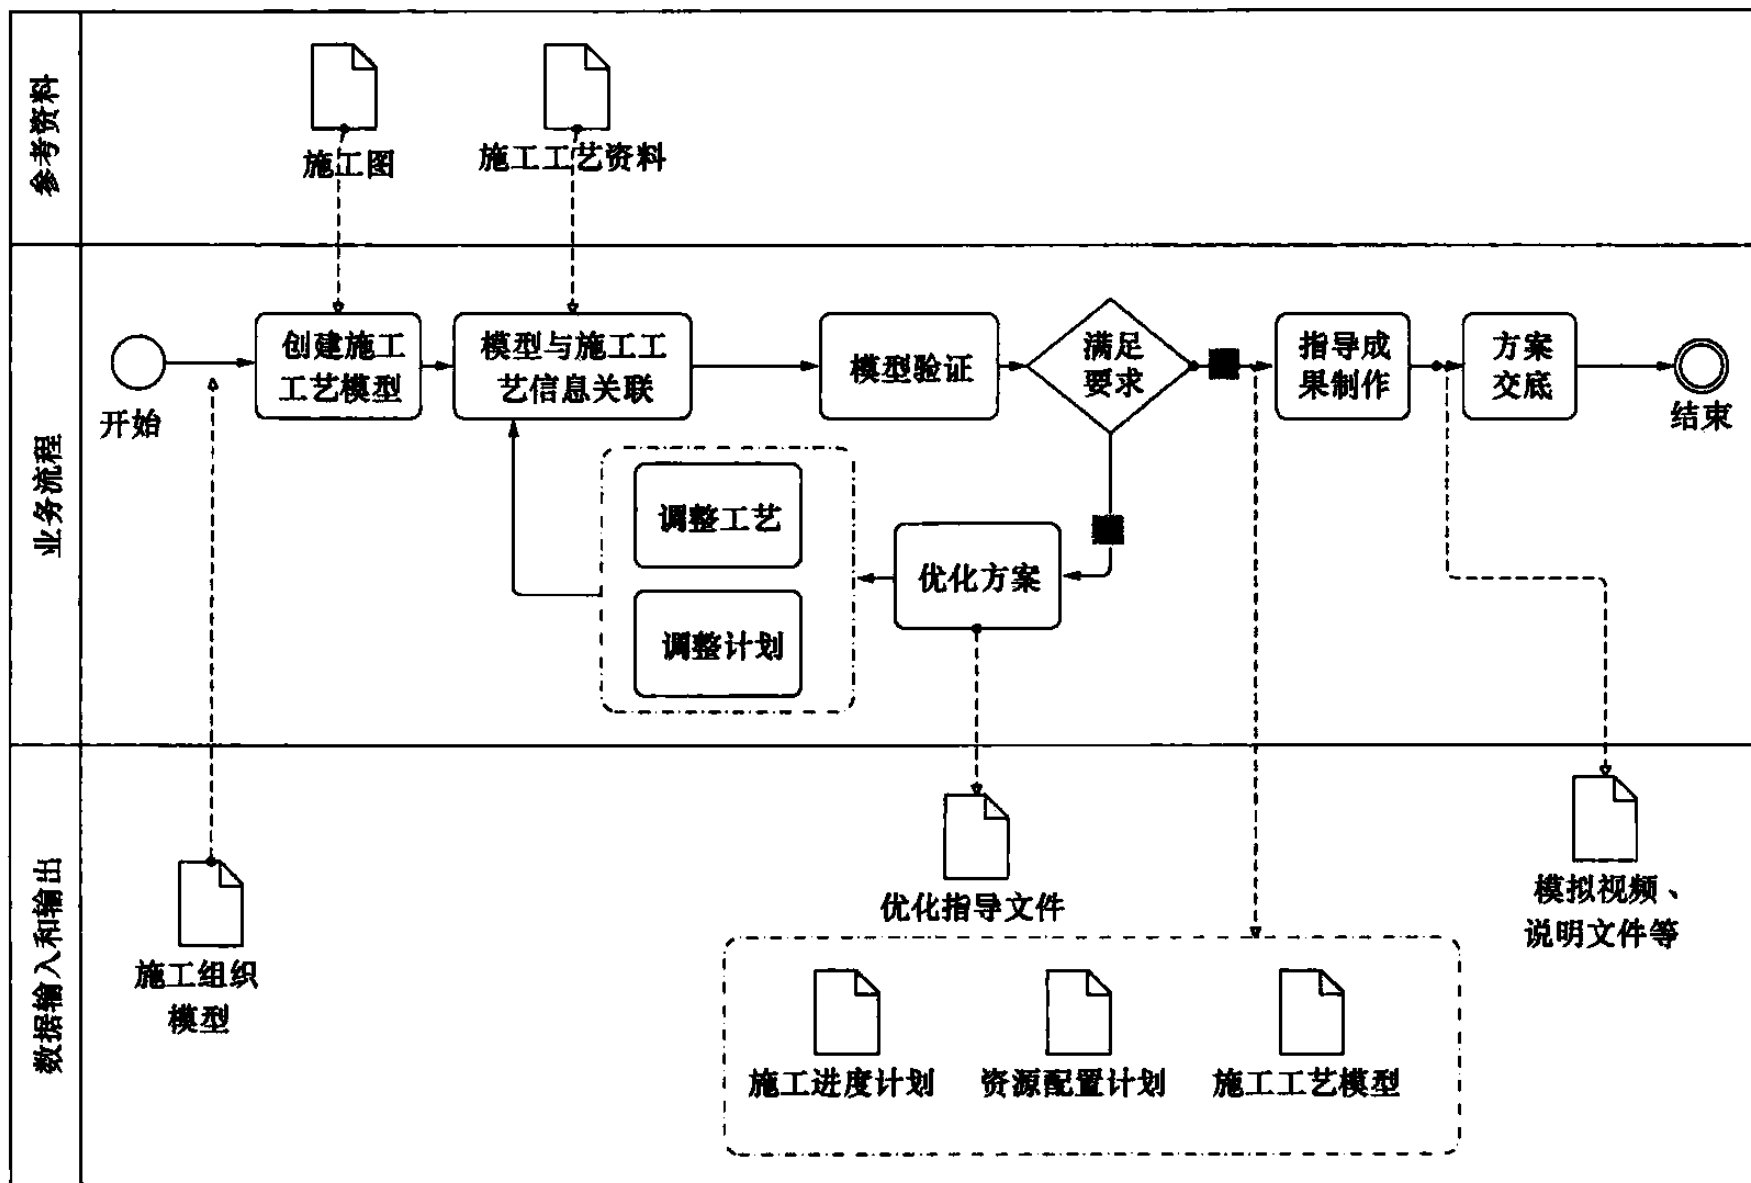 参考资料
施工图
施工工艺资料
业务流程
开始
创建施工
工艺模型
模型与施工工
艺信息关联
模型验证
满足
要求
指导成
果制作
方案
交底
结束
调整工艺
调整计划
优化方案
数据输入和输出
施工组织
模型
优化指导文件
模拟视频、
说明文件等
施工进度计划
资源配置计划
施工工艺模型